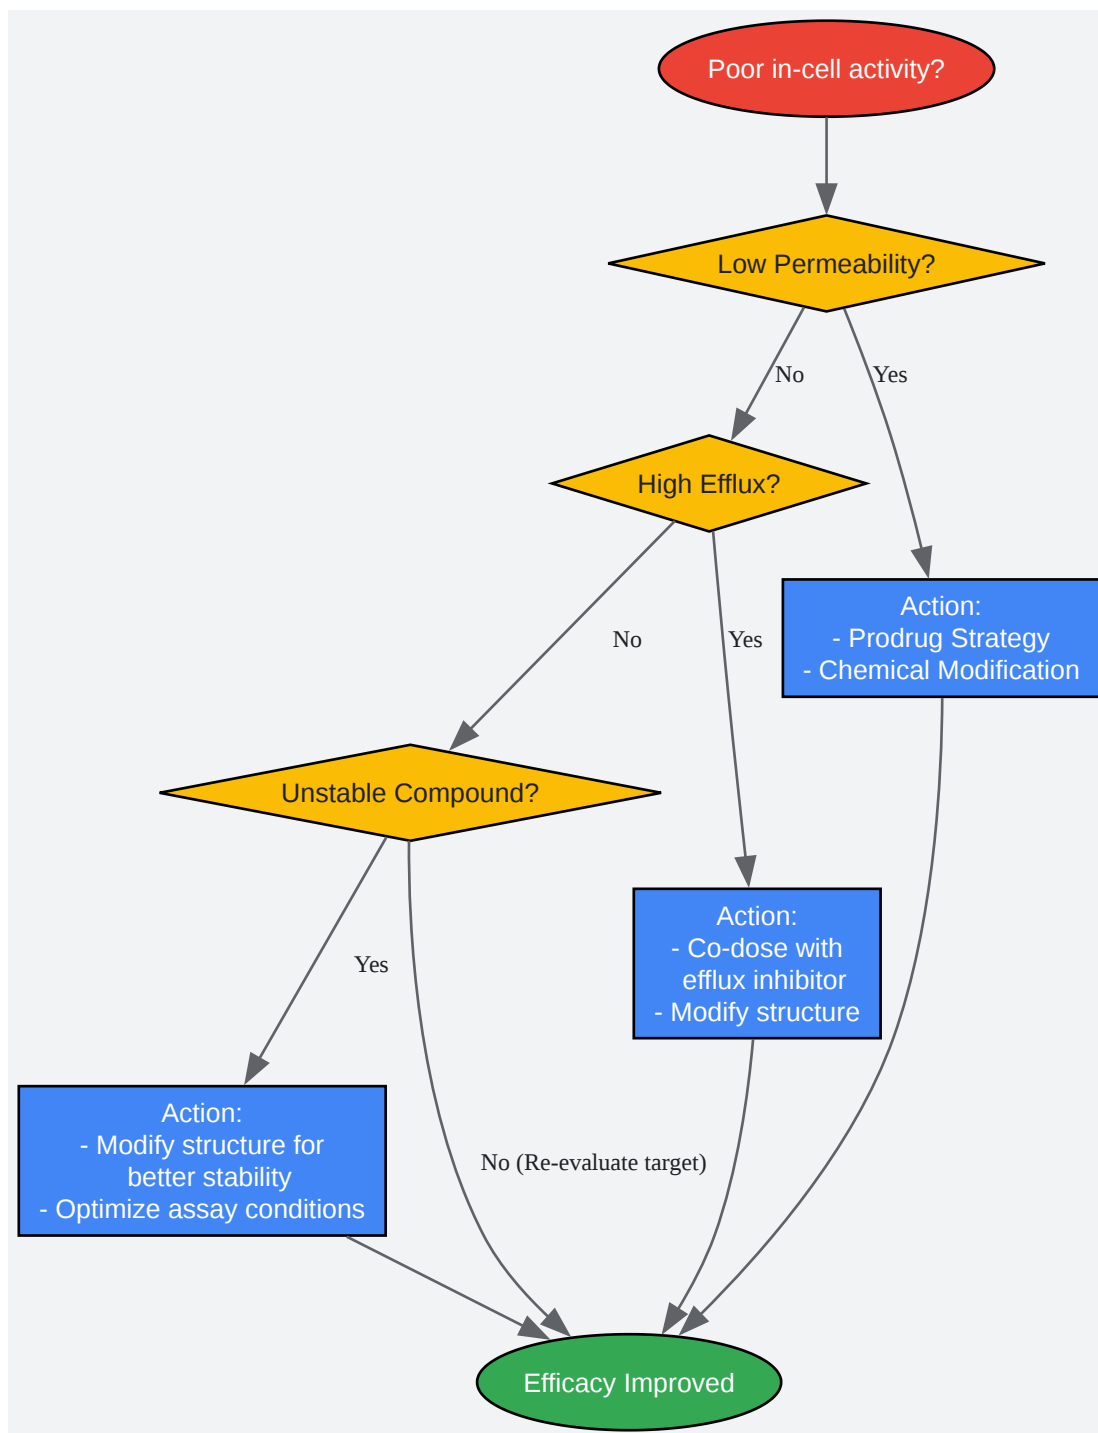 Poor in-cell activity?
Low Permeability?
No
Yes
High Efflux?
Action:
- Prodrug Strategy
- Chemical Modification
No
Yes
Unstable Compound?
Action:
- Co-dose with
efflux inhibitor
- Modify structure
Yes
Action:
- Modify structure for
better stability
- Optimize assay conditions
No (Re-evaluate target)
Efficacy Improved